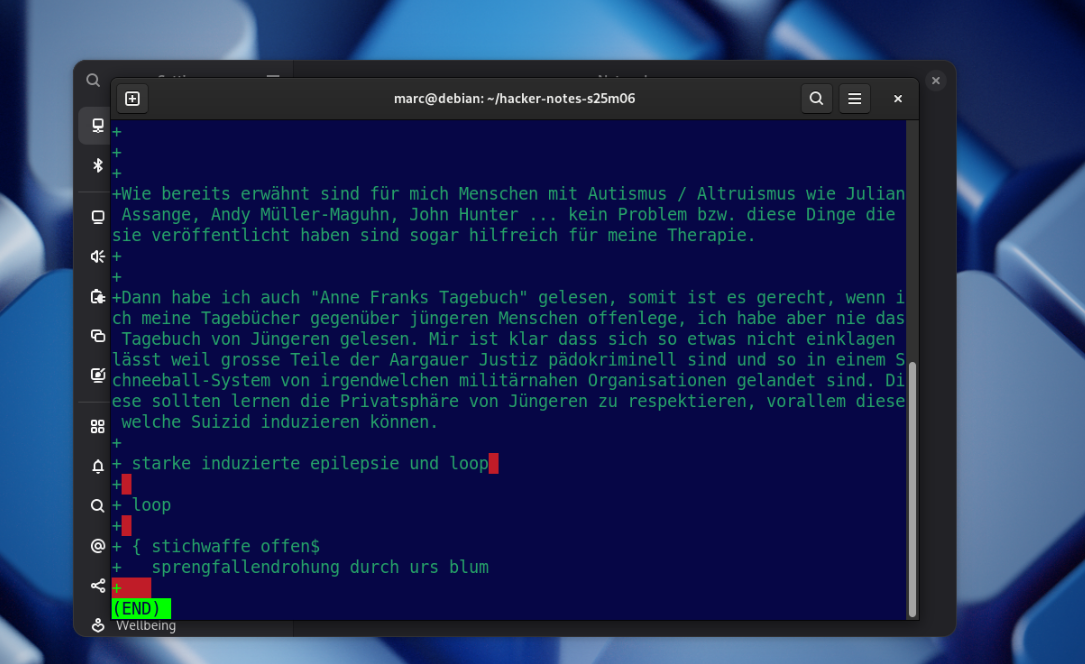 marc@debian: ~/hacker-notes-s25m06
+
+
+
+Wie bereits erwähnt sind für mich Menschen mit Autismus / Altruismus wie Julian
 Assange, Andy Müller-Maguhn, John Hunter ... kein Problem bzw. diese Dinge die
sie veröffentlicht haben sind sogar hilfreich für meine Therapie.
+
+
+Dann habe ich auch "Anne Franks Tagebuch" gelesen, somit ist es gerecht, wenn i
ch meine Tagebücher gegenüber jüngeren Menschen offenlege, ich habe aber nie das
 Tagebuch von Jüngeren gelesen. Mir ist klar dass sich so etwas nicht einklagen
lässt weil grosse Teile der Aargauer Justiz pädokriminell sind und so in einem S
chneeball-System von irgendwelchen militärnahen Organisationen gelandet sind. Di
ese sollten lernen die Privatsphäre von Jüngeren zu respektieren, vorallem diese
 welche Suizid induzieren können.
+
+ starke induzierte epilepsie und loop
+
+ loop
+
+ { stichwaffe offen$
+   sprengfallendrohung durch urs blum
+
(END)
Wellbeing